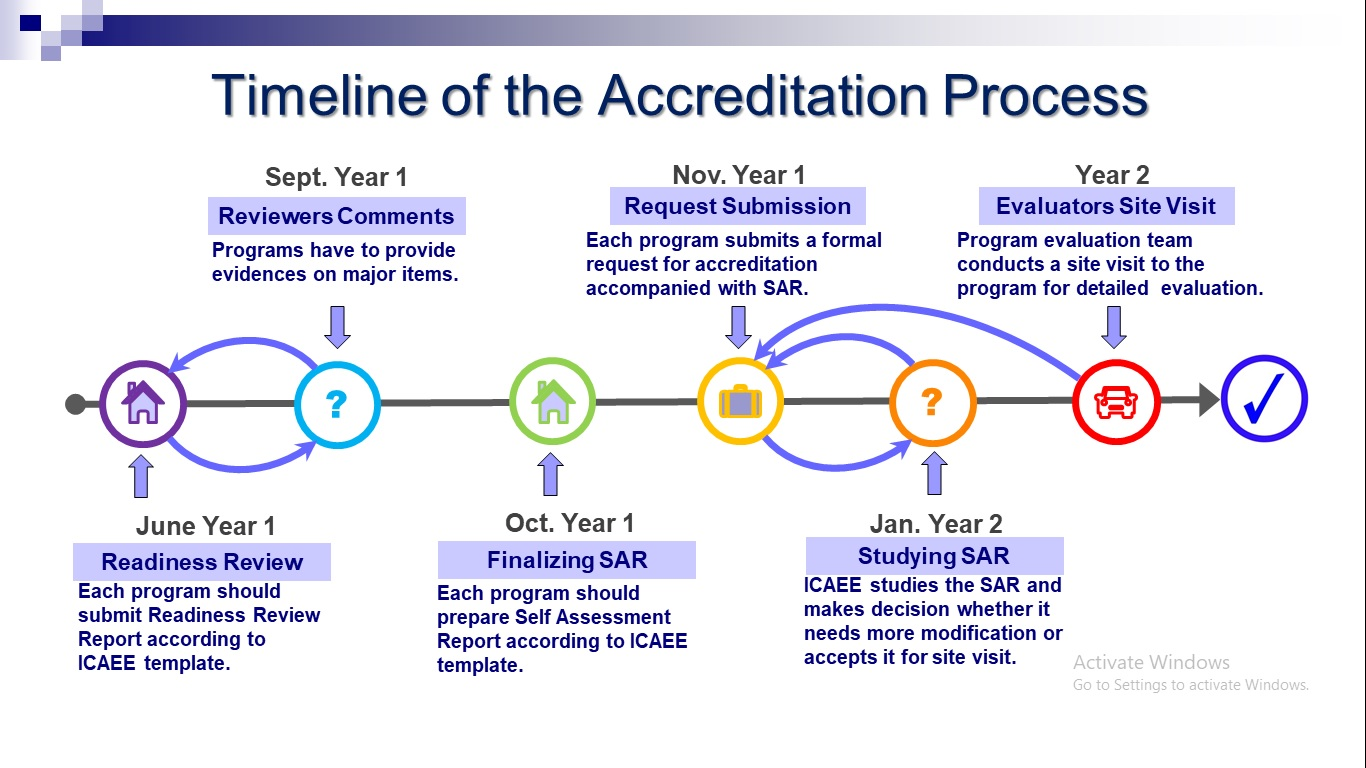 Timeline of the Accreditation Process
Sept. Year 1
Reviewers Comments
Programs have to provide
evidences on major items.
Nov. Year 1
Request Submission
Each program submits a formal
request for accreditation
accompanied with SAR.
Year 2
Evaluators Site Visit
Program evaluation team
conducts a site visit to the
program for detailed evaluation.
?
?
✓
June Year 1
Readiness Review
Each program should
submit Readiness Review
Report according to
ICAEE template.
Oct. Year 1
Finalizing SAR
Each program should
prepare Self Assessment
Report according to ICAEE
template.
Jan. Year 2
Studying SAR
ICAEE studies the SAR and
makes decision whether it
needs more modification or
accepts it for site visit.
Activate Windows
Go to Settings to activate Windows.